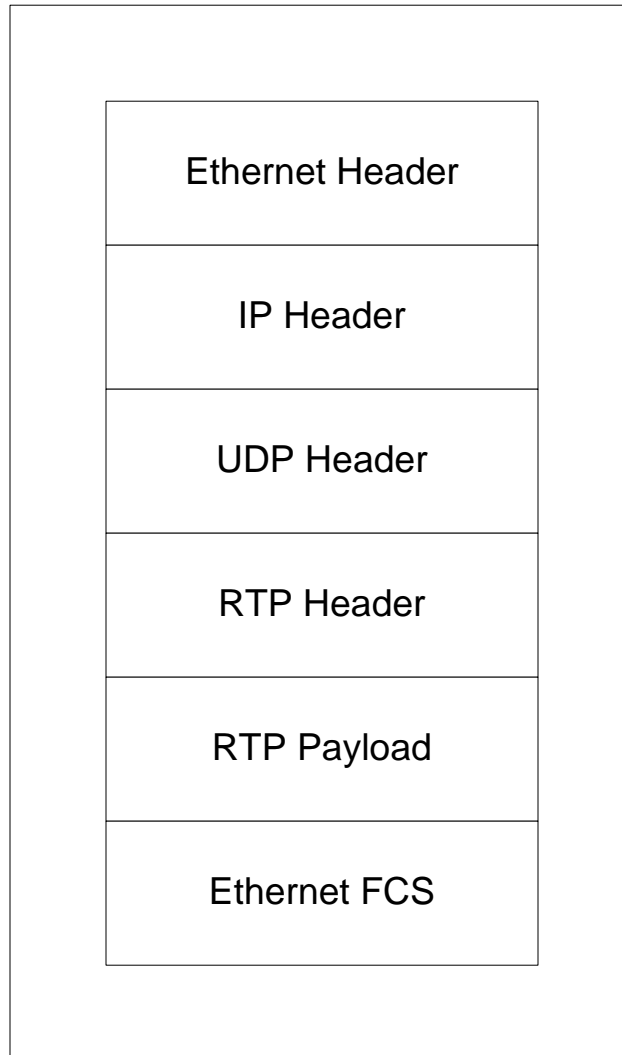 Ethernet Header
IP Header
UDP Header
RTP Header
RTP Payload
Ethernet FCS